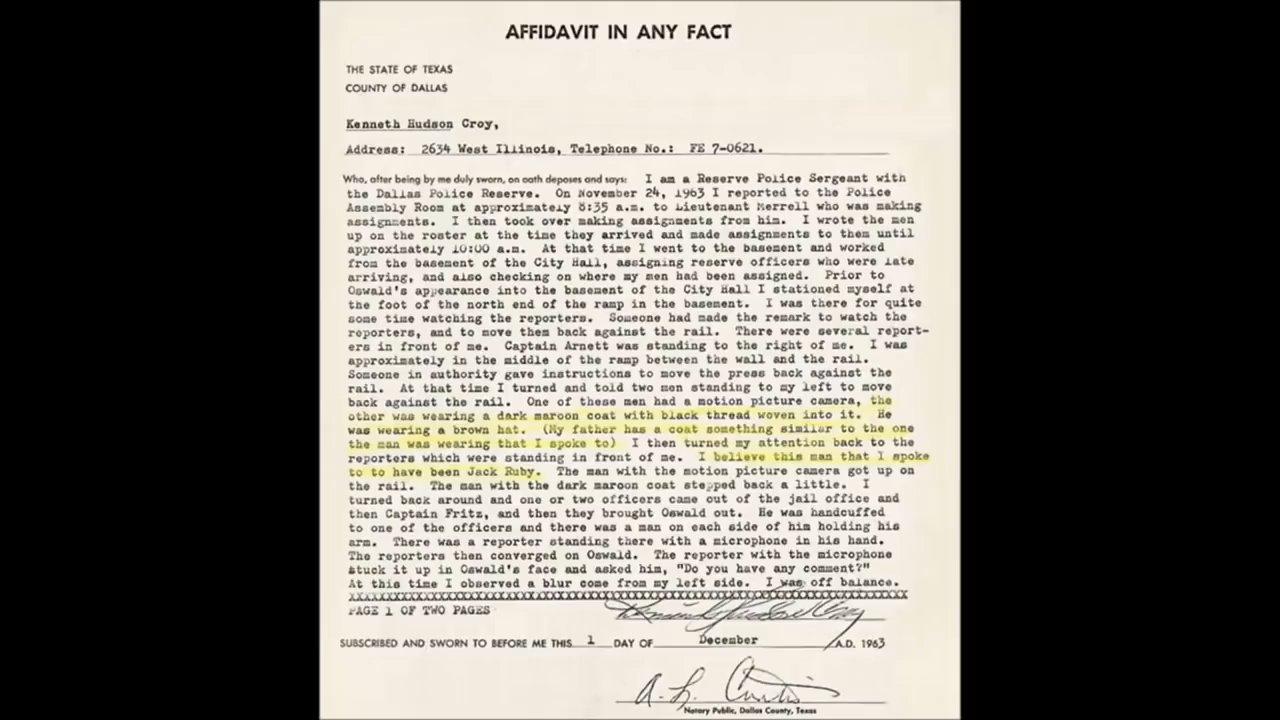 AFFIDAVIT IN ANY FACT
THE STATE OF TEXAS
COUNTY OF DALLAS
Kenneth Hudson Croy,
Address: 2634 West Illinois, Telephone No.: FE 7-0621.
Who, after being by me duly sworn, on oath deposes and says: I am a Reserve Police Sergeant with
the Dallas Police Reserve. On November 24, 1963 I reported to the Police
Assembly Room at approximately 8:35 a.m. to Lieutenant Merrell who was making
assignments. I then took over making assignments from him. I wrote the men
up on the roster at the time they arrived and made assignments to them until
approximately 10:00 a.m. At that time I went to the basement and worked
from the basement of the City Hall, assigning reserve officers who were late
arriving, and also checking on where my men had been assigned. Prior to
Oswald's appearance into the basement of the City Hall I stationed myself at
the foot of the north end of the ramp in the basement. I was there for quite
some time watching the reporters. Someone had made the remark to watch the
reporters, and to move them back against the rail. There were several report-
ers in front of me. Captain Arnett was standing to the right of me. I was
approximately in the middle of the ramp between the wall and the rail.
Someone in authority gave instructions to move the press back against the
rail. At that time I turned and told two men standing to my left to move
back against the rail. One of these men had a motion picture camera, the
other was wearing a dark maroon coat with black thread woven into it. He
was wearing a brown hat. (My father has a coat something similar to the one
the man was wearing that I spoke to) I then turned my attention back to the
reporters which were standing in front of me. I believe this man that I spoke
to to have been Jack Ruby. The man with the motion picture camera got up on
the rail. The man with the dark maroon coat stepped back a little. I
turned back around and one or two officers came out of the jail office and
then Captain Fritz, and then they brought Oswald out. He was handcuffed
to one of the officers and there was a man on each side of him holding his
arm. There was a reporter standing there with a microphone in his hand.
The reporters then converged on Oswald. The reporter with the microphone
stuck it up in Oswald's face and asked him, "Do you have any comment?"
At this time I observed a blur come from my left side. I was off balance.
PAGE 1 OF TWO PAGES
SUBSCRIBED AND SWORN TO BEFORE ME THIS 1 DAY OF December A.D. 1963
A. L. Curtis
Notary Public, Dallas County, Texas